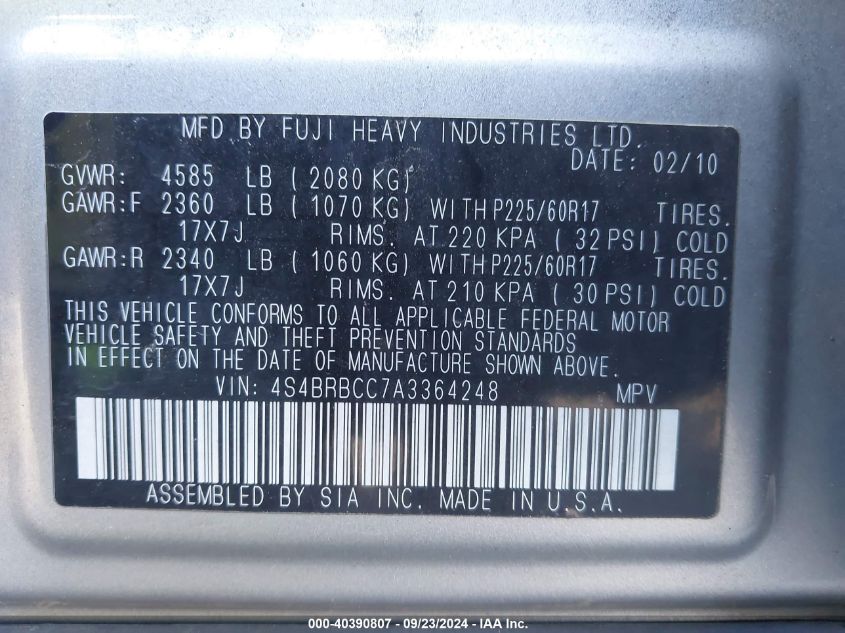 MFD BY FUJI HEAVY INDUSTRIES LTD.
DATE: 02/10
GVWR: 4585 LB ( 2080 KG)
GAWR:F 2360 LB ( 1070 KG) WITH P225/60R17 TIRES.
17X7J RIMS. AT 220 KPA ( 32 PSI) COLD
GAWR:R 2340 LB ( 1060 KG) WITH P225/60R17 TIRES.
17X7J RIMS. AT 210 KPA ( 30 PSI) COLD
THIS VEHICLE CONFORMS TO ALL APPLICABLE FEDERAL MOTOR
VEHICLE SAFETY AND THEFT PREVENTION STANDARDS
IN EFFECT ON THE DATE OF MANUFACTURE SHOWN ABOVE.
VIN: 4S4BRBCC7A3364248 MPV
ASSEMBLED BY SIA INC. MADE IN U.S.A.
000-40390807 - 09/23/2024 - IAA Inc.